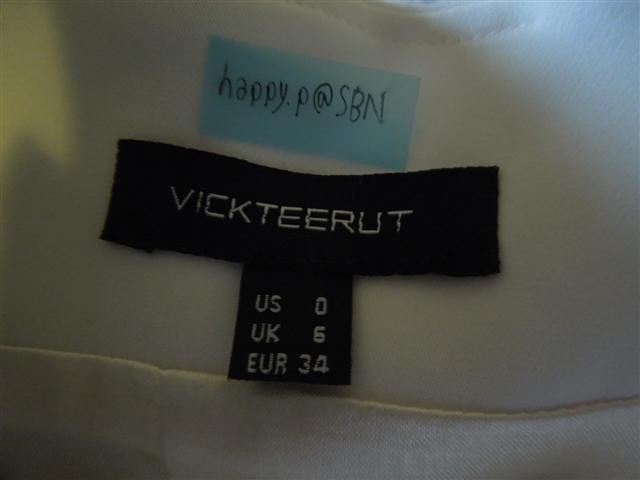 happy.p@SBN
VICKTEERUT
US 0
UK 6
EUR 34